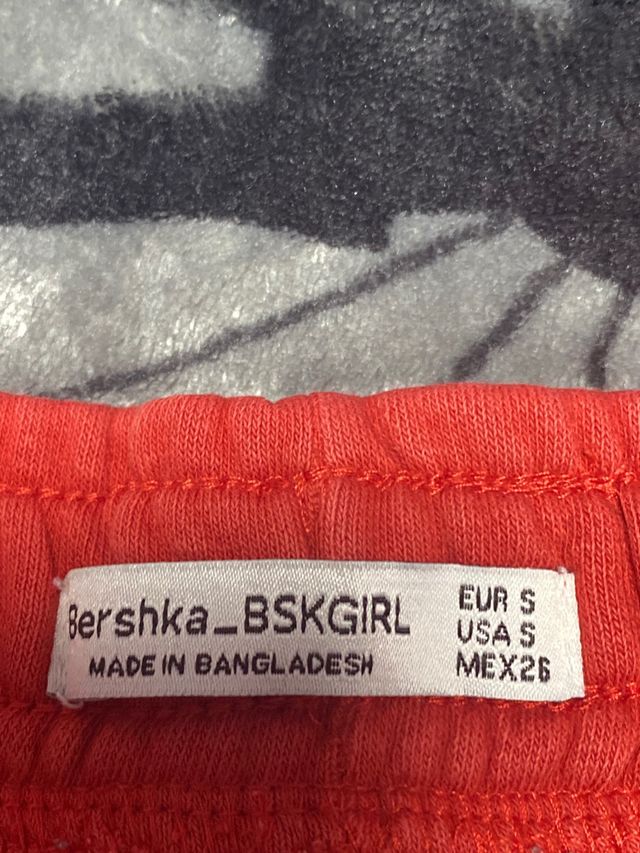 Bershka_BSKGIRL
MADE IN BANGLADESH
EUR S
USA S
MEX26